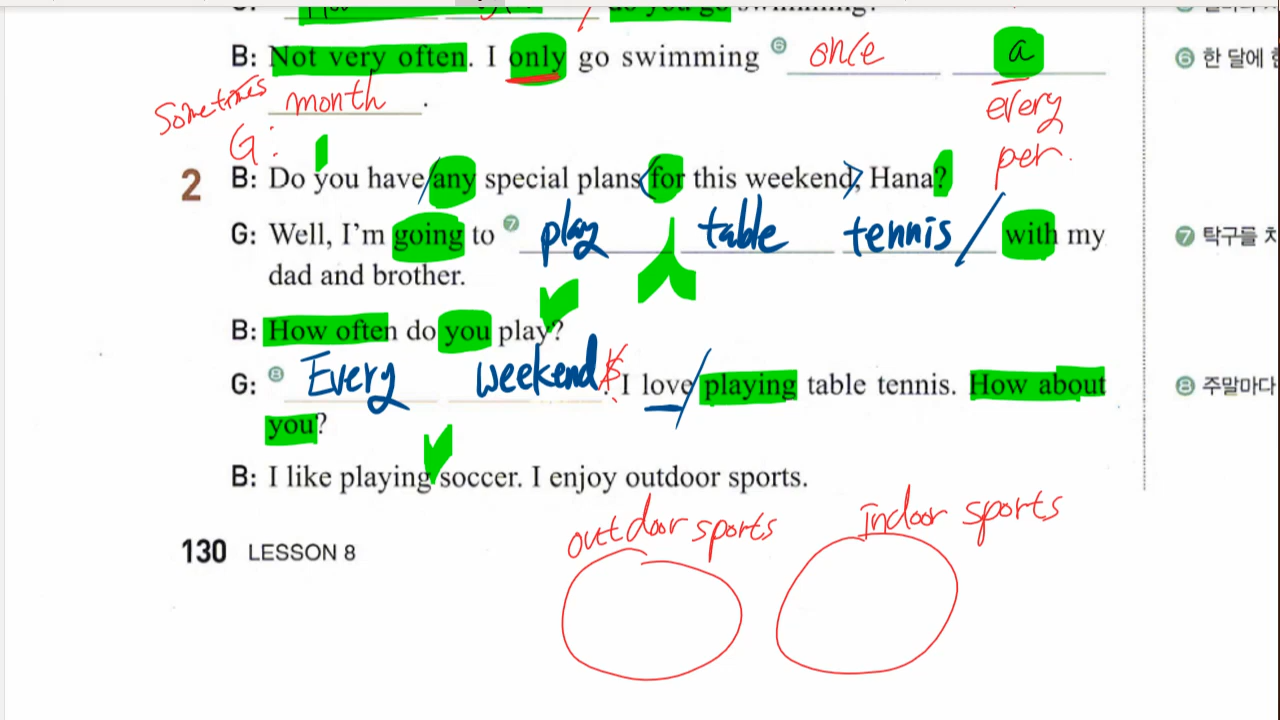 do you go swimming?
B: Not very often. I only go swimming ⑥ once a ⑥ 한 달에
Sometimes month.
every
G:
per.
2 B: Do you have any special plans for this weekend, Hana?
G: Well, I'm going to ⑦ play table tennis with my ⑦ 탁구를 치
dad and brother.
B: How often do you play?
G: ⑧ Every weekend. I love playing table tennis. How about ⑧ 주말마다
you?
B: I like playing soccer. I enjoy outdoor sports.
outdoor sports indoor sports
130 LESSON 8